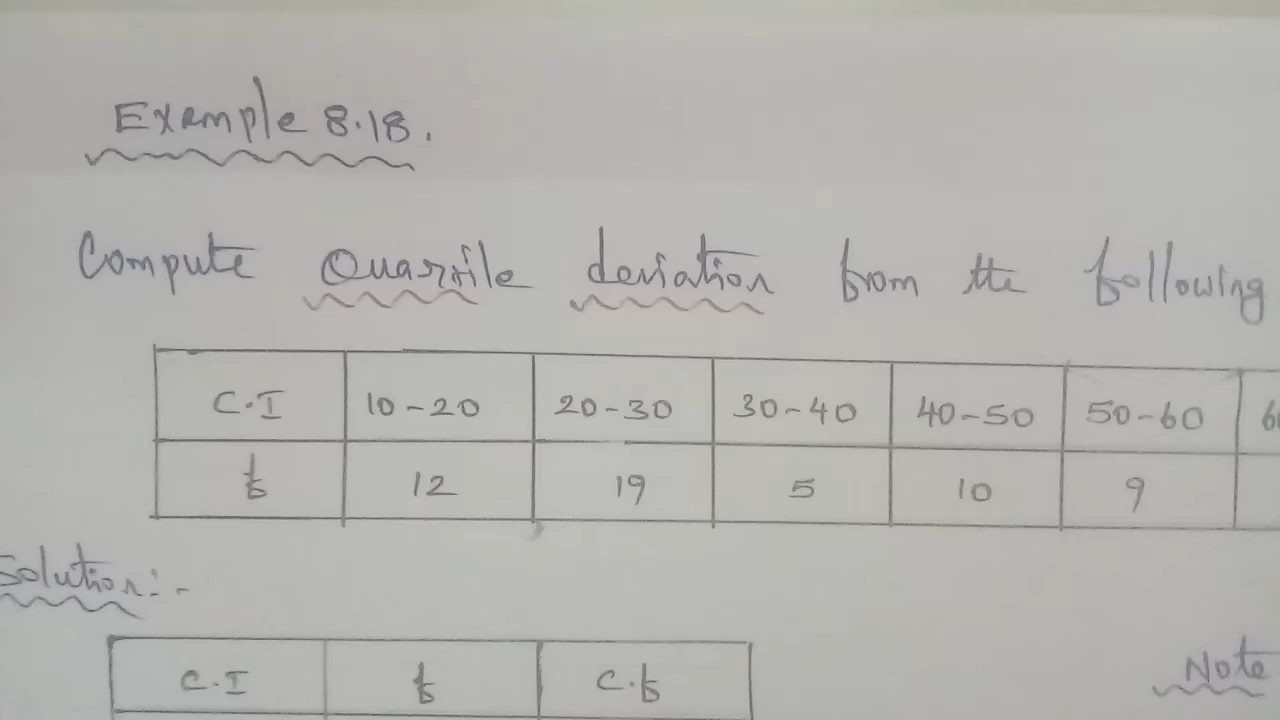 Example 8.18.
Compute Quartile deviation from the following
C.I 10-20 20-30 30-40 40-50 50-60
f 12 19 5 10 9
Solution:-
C.I f C.f
Note